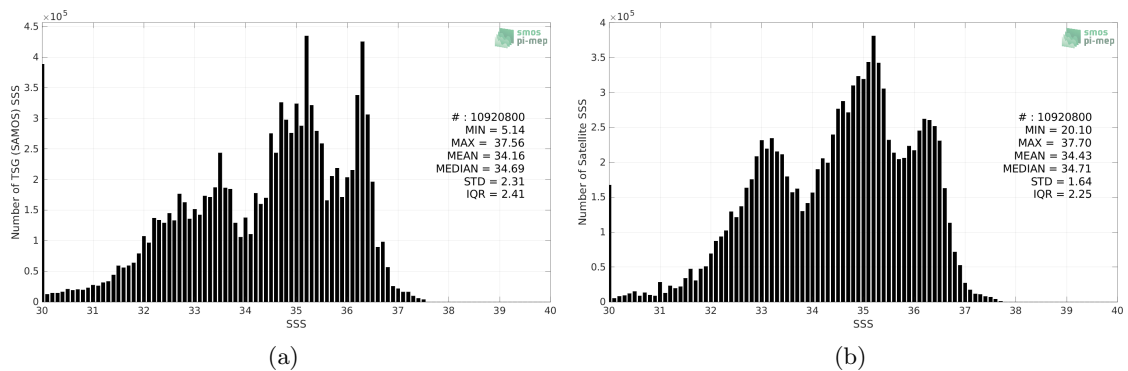 ×10⁵
4.5
4
3.5
3
2.5
2
1.5
1
0.5
0
Number of TSG (SAMOS) SSS
30 31 32 33 34 35 36 37 38 39 40
SSS
smos
pi-mep
# : 10920800
MIN = 5.14
MAX = 37.56
MEAN = 34.16
MEDIAN = 34.69
STD = 2.31
IQR = 2.41
(a)
×10⁵
4
3.5
3
2.5
2
1.5
1
0.5
0
Number of Satellite SSS
30 31 32 33 34 35 36 37 38 39 40
SSS
smos
pi-mep
# : 10920800
MIN = 20.10
MAX = 37.70
MEAN = 34.43
MEDIAN = 34.71
STD = 1.64
IQR = 2.25
(b)